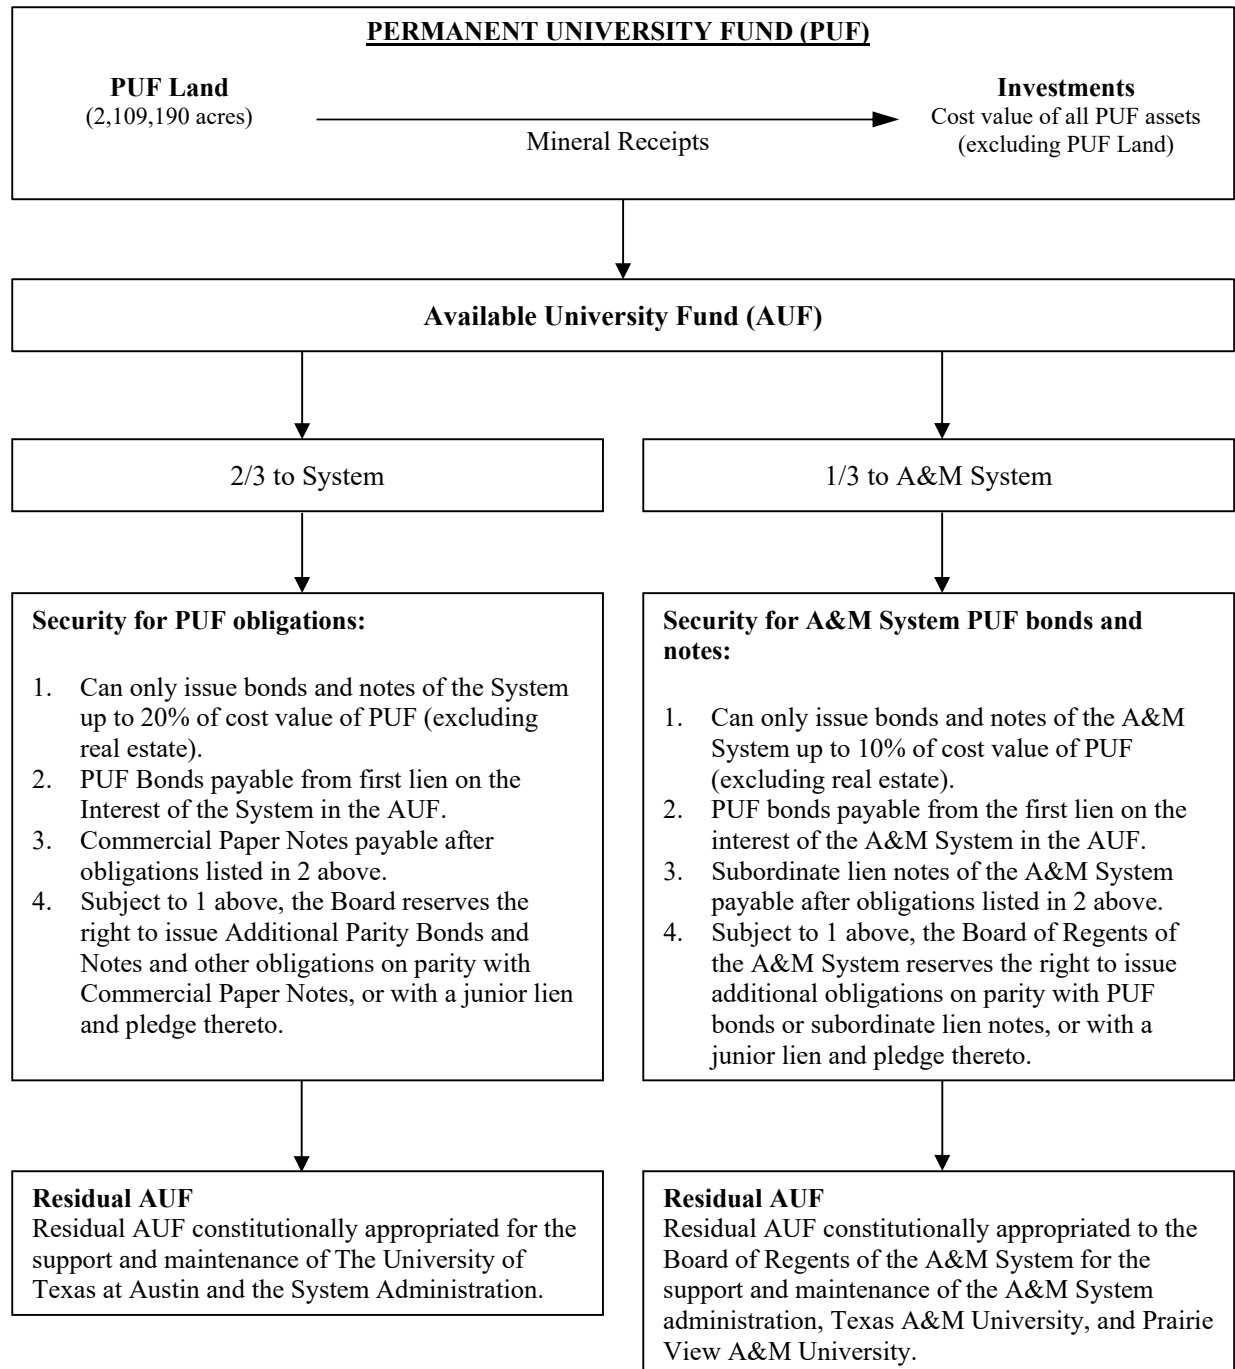 PERMANENT UNIVERSITY FUND (PUF)
PUF Land
(2,109,190 acres)
Mineral Receipts
Investments
Cost value of all PUF assets
(excluding PUF Land)
Available University Fund (AUF)
2/3 to System
1/3 to A&M System
Security for PUF obligations:
1. Can only issue bonds and notes of the System
up to 20% of cost value of PUF (excluding
real estate).
2. PUF Bonds payable from first lien on the
Interest of the System in the AUF.
3. Commercial Paper Notes payable after
obligations listed in 2 above.
4. Subject to 1 above, the Board reserves the
right to issue Additional Parity Bonds and
Notes and other obligations on parity with
Commercial Paper Notes, or with a junior lien
and pledge thereto.
Security for A&M System PUF bonds and
notes:
1. Can only issue bonds and notes of the A&M
System up to 10% of cost value of PUF
(excluding real estate).
2. PUF bonds payable from the first lien on the
interest of the A&M System in the AUF.
3. Subordinate lien notes of the A&M System
payable after obligations listed in 2 above.
4. Subject to 1 above, the Board of Regents of
the A&M System reserves the right to issue
additional obligations on parity with PUF
bonds or subordinate lien notes, or with a
junior lien and pledge thereto.
Residual AUF
Residual AUF constitutionally appropriated for the
support and maintenance of The University of
Texas at Austin and the System Administration.
Residual AUF
Residual AUF constitutionally appropriated to the
Board of Regents of the A&M System for the
support and maintenance of the A&M System
administration, Texas A&M University, and Prairie
View A&M University.